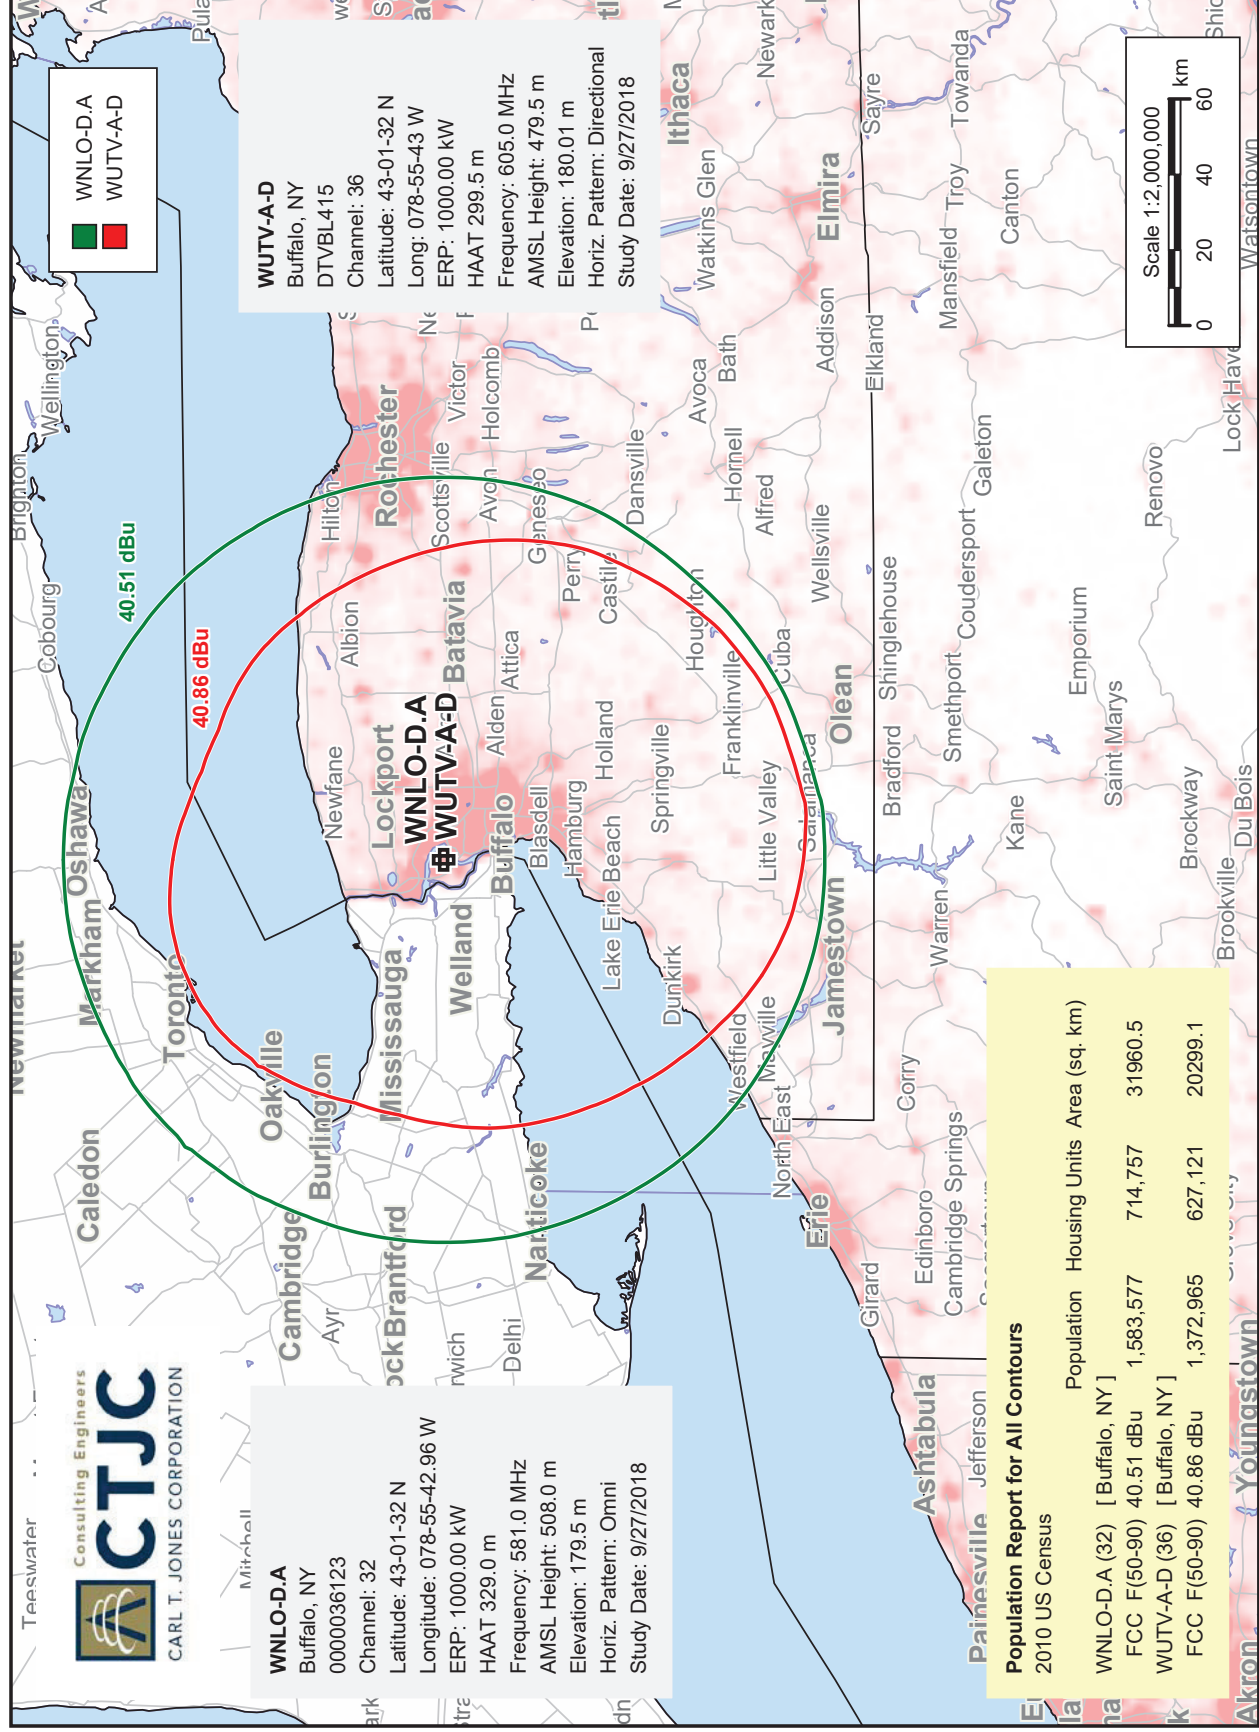 Consulting Engineers
CTJC
CARL T. JONES CORPORATION
WNLO-D.A
WUTV-A-D
WNLO-D.A
Buffalo, NY
0000036123
Channel: 32
Latitude: 43-01-32 N
Longitude: 078-55-42.96 W
ERP: 1000.00 kW
HAAT 329.0 m
Frequency: 581.0 MHz
AMSL Height: 508.0 m
Elevation: 179.5 m
Horiz. Pattern: Omni
Study Date: 9/27/2018
WUTV-A-D
Buffalo, NY
DTVBL415
Channel: 36
Latitude: 43-01-32 N
Long: 078-55-43 W
ERP: 1000.00 kW
HAAT 299.5 m
Frequency: 605.0 MHz
AMSL Height: 479.5 m
Elevation: 180.01 m
Horiz. Pattern: Directional
Study Date: 9/27/2018
40.51 dBu
40.86 dBu
WNLO-D.A
WUTV-A-D
Teeswater
Newmarket
Brighton
Wellington
Cobourg
Caledon
Markham
Oshawa
Toronto
Oakville
Burlington
Mississauga
Cambridge
Ayr
Brantford
Mitchell
Delhi
Nanticoke
Welland
Newfane
Lockport
Albion
Hilton
Rochester
Batavia
Scottsville
Victor
Holcomb
Avon
Geneseo
Buffalo
Alden
Attica
Blasdell
Hamburg
Holland
Perry
Castile
Dansville
Lake Erie Beach
Springville
Dunkirk
Houghton
Hornell
Avoca
Bath
Watkins Glen
Ithaca
Newark
Westfield
Mayville
Little Valley
Franklinville
Cuba
Alfred
North East
Salamanca
Jamestown
Olean
Wellsville
Addison
Elmira
Sayre
Elkland
Erie
Girard
Corry
Bradford
Shinglehouse
Edinboro
Cambridge Springs
Warren
Smethport
Coudersport
Galeton
Mansfield
Troy
Towanda
Canton
Ashtabula
Jefferson
Painesville
Kane
Emporium
Saint Marys
Renovo
Brockway
Brookville
Du Bois
Lock Have
Watsontown
Akron
Youngstown
Scale 1:2,000,000
0 20 40 60
km
Population Report for All Contours
2010 US Census
Population Housing Units Area (sq. km)
WNLO-D.A (32) [ Buffalo, NY ]
FCC F(50-90) 40.51 dBu 1,583,577 714,757 31960.5
WUTV-A-D (36) [ Buffalo, NY ]
FCC F(50-90) 40.86 dBu 1,372,965 627,121 20299.1